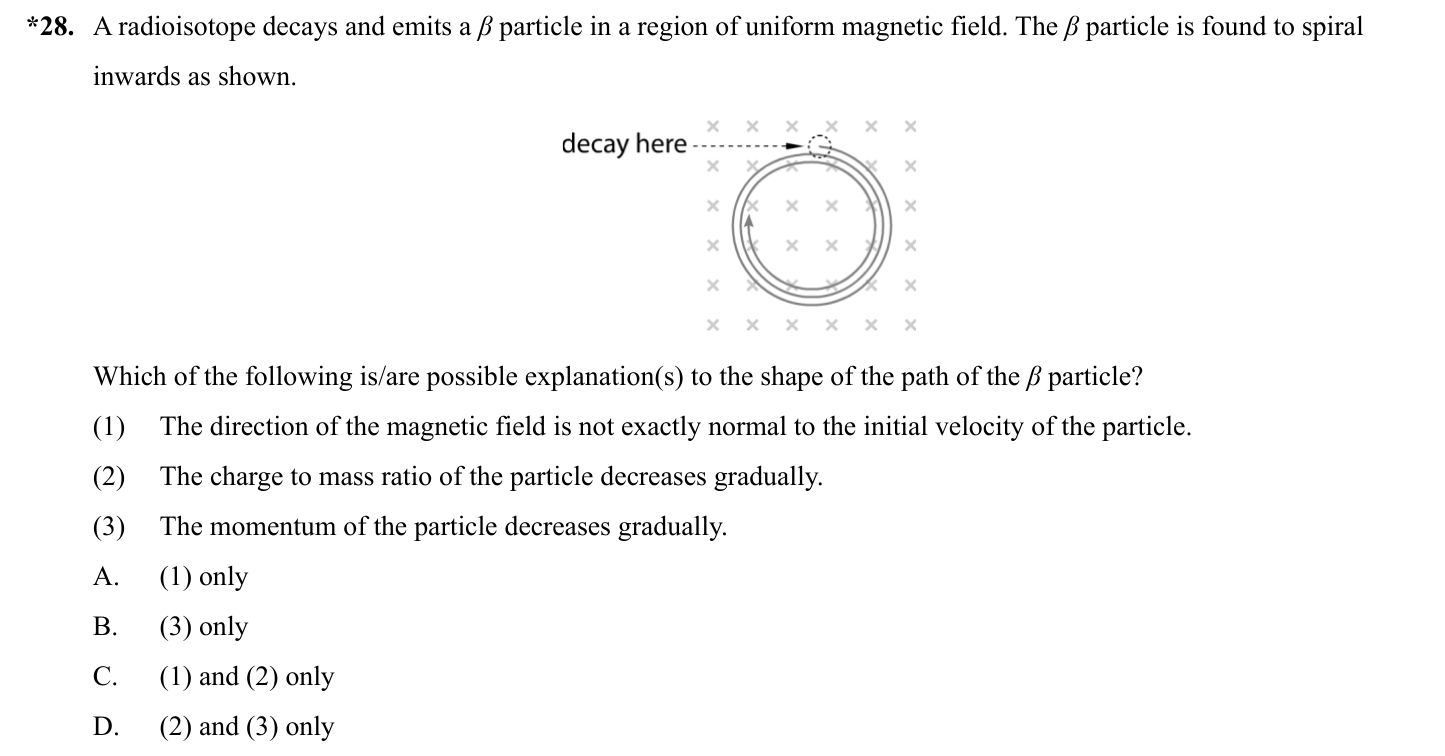 *28. A radioisotope decays and emits a β particle in a region of uniform magnetic field. The β particle is found to spiral
inwards as shown.
decay here
Which of the following is/are possible explanation(s) to the shape of the path of the β particle?
(1) The direction of the magnetic field is not exactly normal to the initial velocity of the particle.
(2) The charge to mass ratio of the particle decreases gradually.
(3) The momentum of the particle decreases gradually.
A. (1) only
B. (3) only
C. (1) and (2) only
D. (2) and (3) only